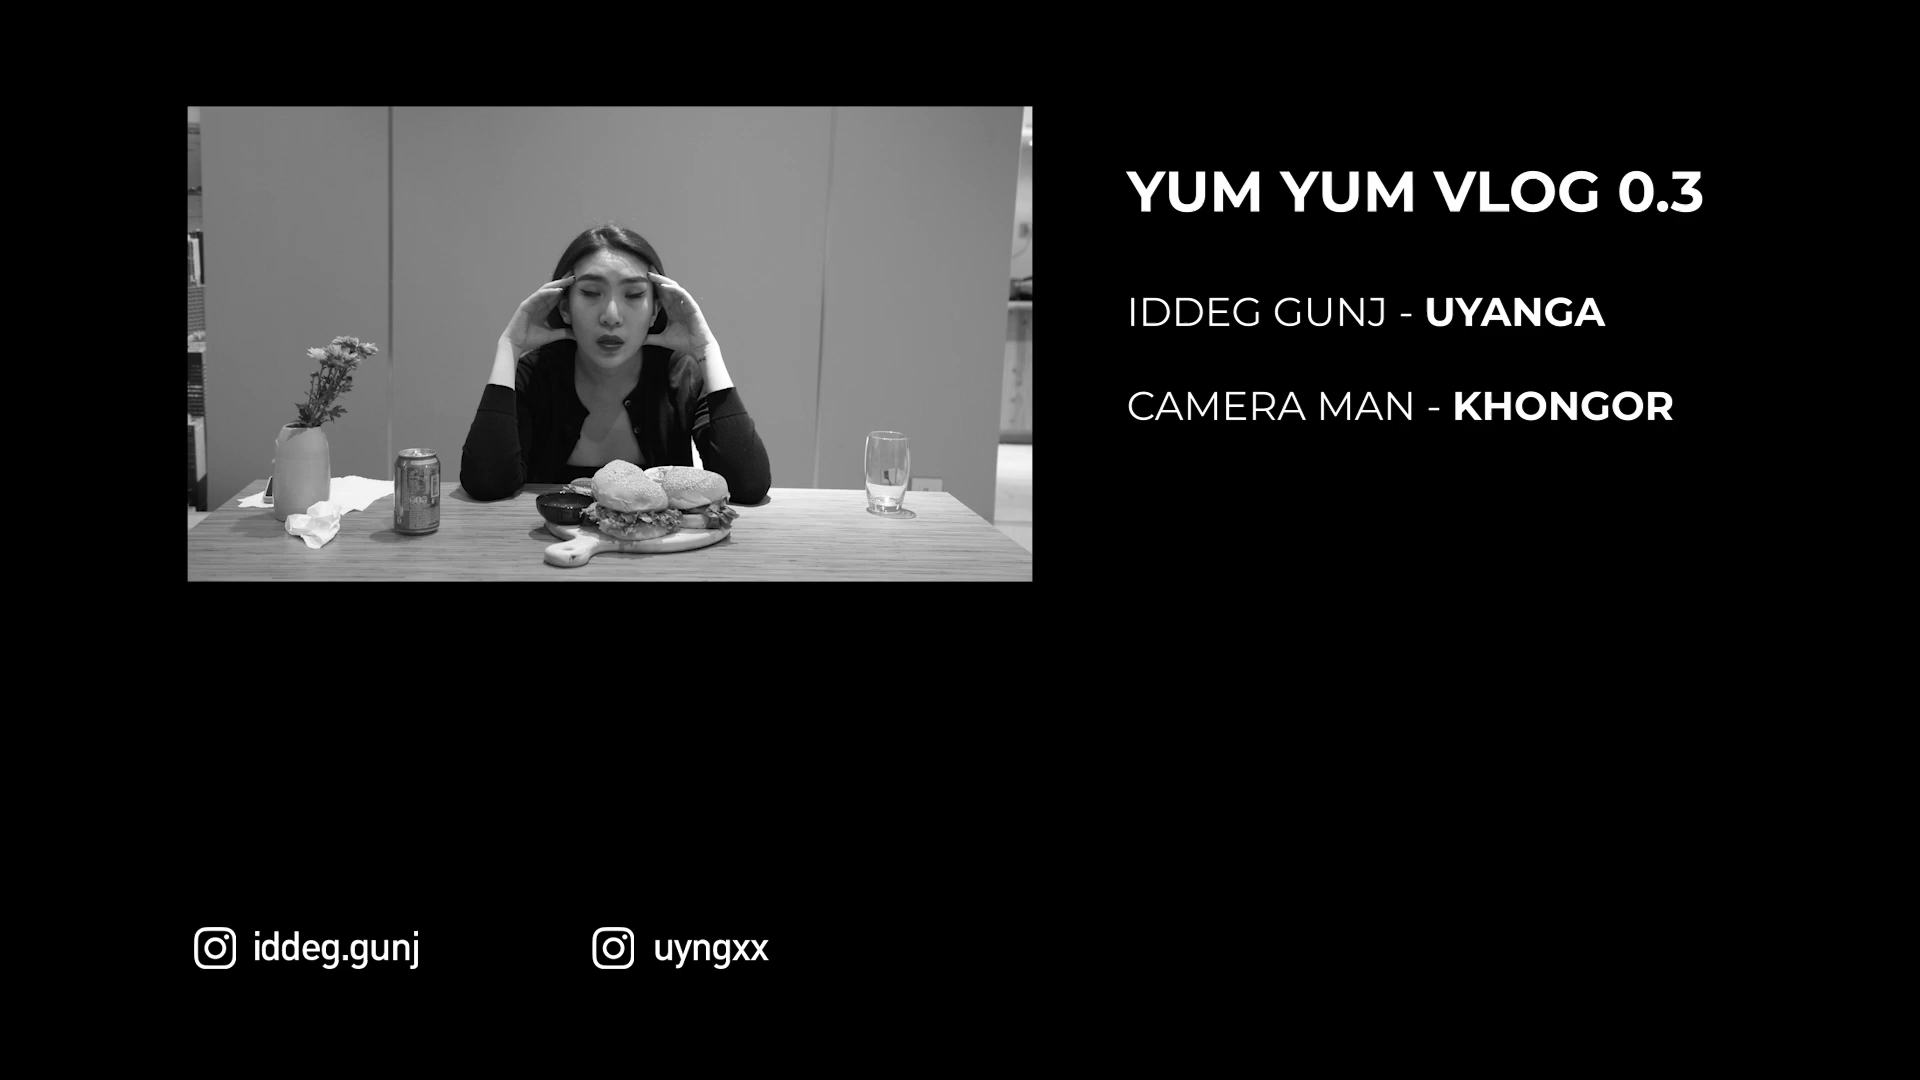 YUM YUM VLOG 0.3
IDDEG GUNJ - UYANGA
CAMERA MAN - KHONGOR
iddeg.gunj
uyngxx